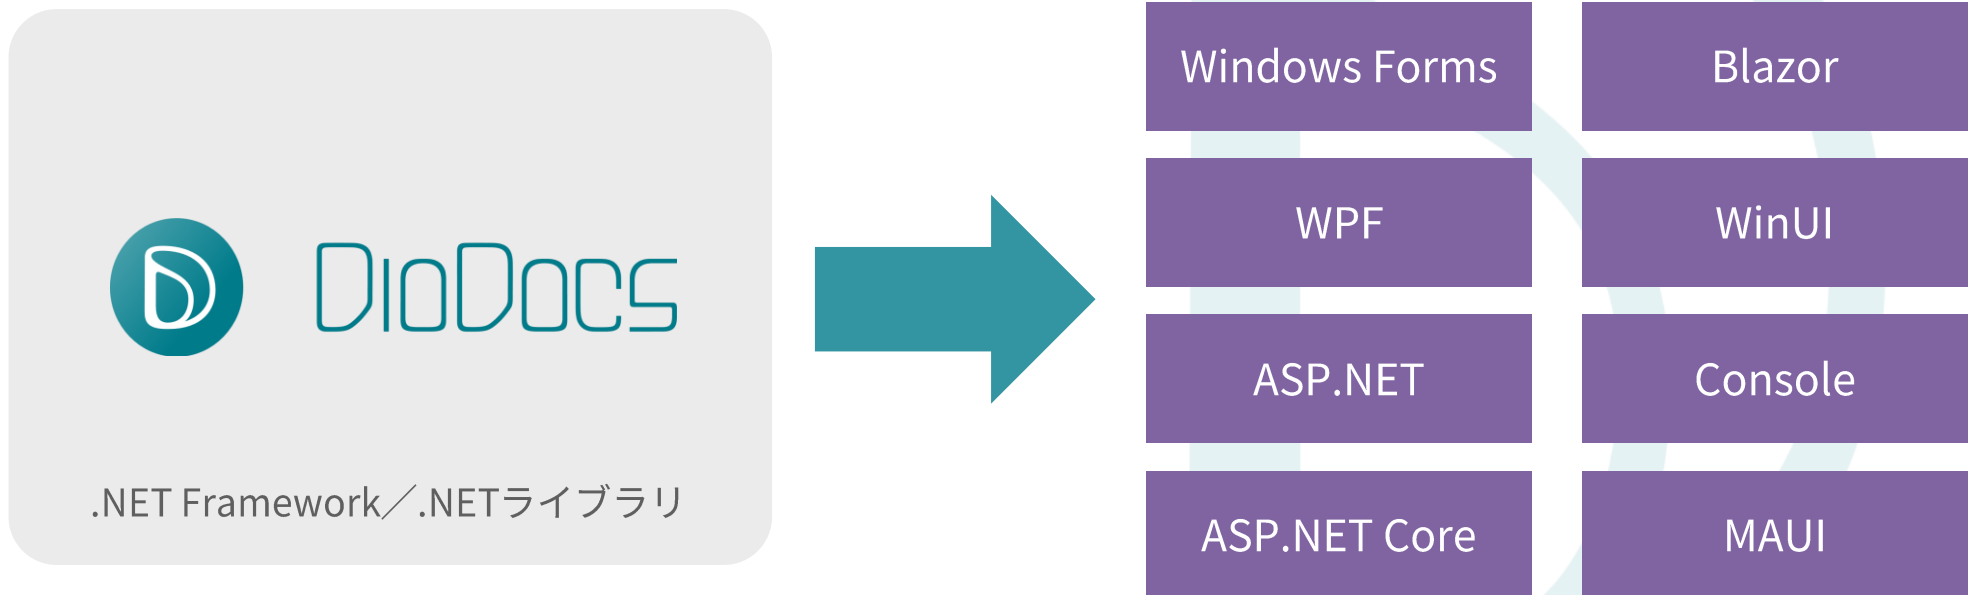 DioDocs
.NET Framework／.NETライブラリ
Windows Forms
Blazor
WPF
WinUI
ASP.NET
Console
ASP.NET Core
MAUI